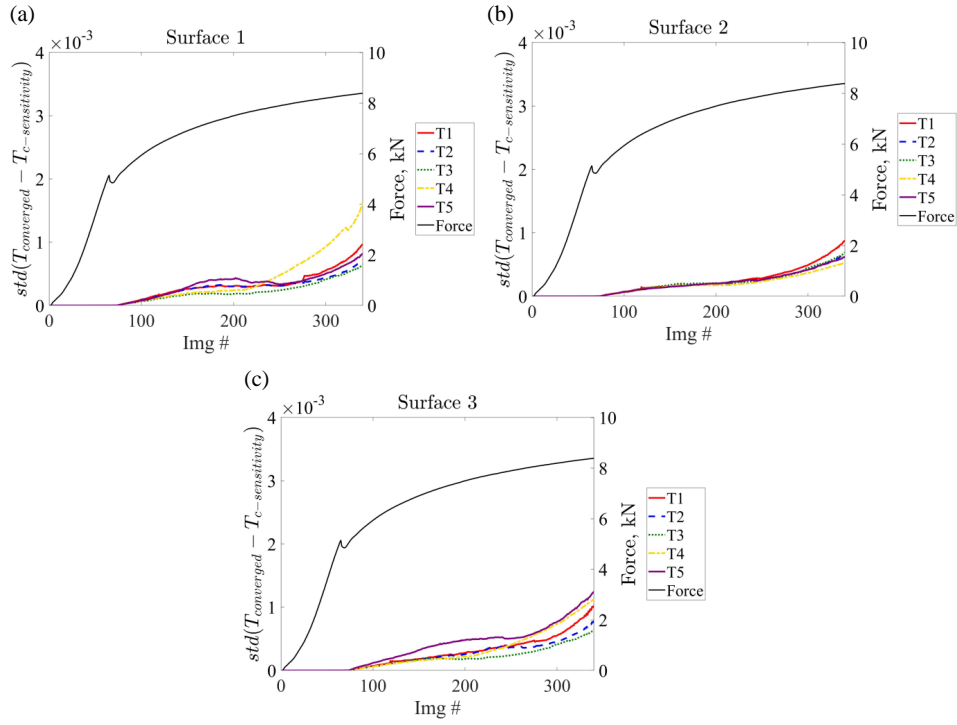 (a)
×10⁻³
Surface 1
4
3
2
1
0
10
8
6
4
2
0
0
100
200
300
Img #
std(T_converged − T_c−sensitivity)
Force, kN
T1
T2
T3
T4
T5
Force
(b)
×10⁻³
Surface 2
4
3
2
1
0
10
8
6
4
2
0
0
100
200
300
Img #
std(T_converged − T_c−sensitivity)
Force, kN
T1
T2
T3
T4
T5
Force
(c)
×10⁻³
Surface 3
4
3
2
1
0
10
8
6
4
2
0
0
100
200
300
Img #
std(T_converged − T_c−sensitivity)
Force, kN
T1
T2
T3
T4
T5
Force